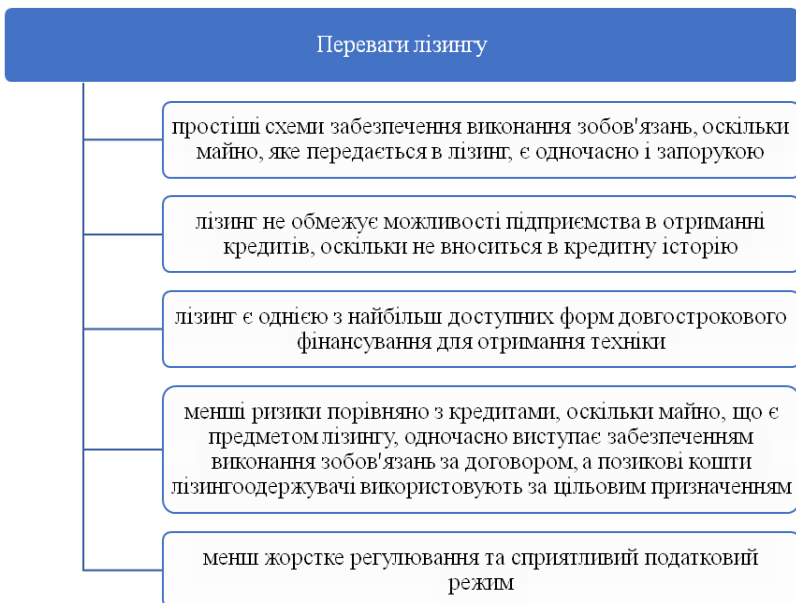 Переваги лізингу
простіші схеми забезпечення виконання зобов'язань, оскільки
майно, яке передається в лізинг, є одночасно і запорукою
лізинг не обмежує можливості підприємства в отриманні
кредитів, оскільки не вноситься в кредитну історію
лізинг є однією з найбільш доступних форм довгострокового
фінансування для отримання техніки
менші ризики порівняно з кредитами, оскільки майно, що є
предметом лізингу, одночасно виступає забезпеченням
виконання зобов'язань за договором, а позикові кошти
лізингоодержувачі використовують за цільовим призначенням
менш жорстке регулювання та сприятливий податковий
режим